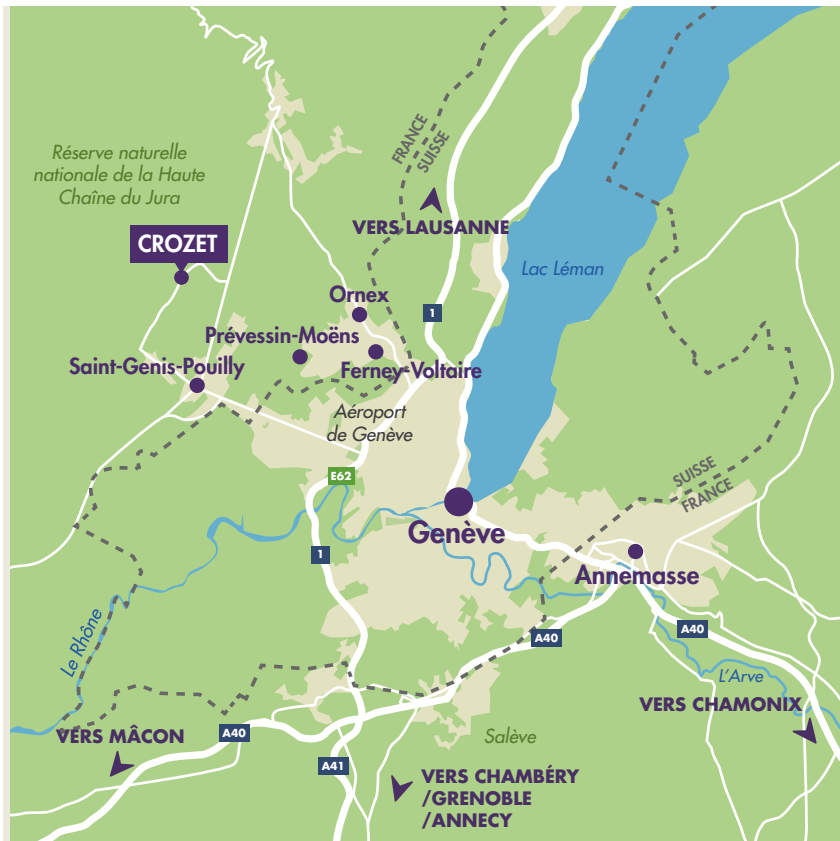 FRANCE
SUISSE
Réserve naturelle
nationale de la Haute
Chaîne du Jura
VERS LAUSANNE
CROZET
Lac Léman
Ornex
1
Prévessin-Moëns
Saint-Genis-Pouilly
Ferney-Voltaire
Aéroport
de Genève
E62
SUISSE
FRANCE
Genève
1
Annemasse
Le Rhône
A40
A40
L'Arve
VERS CHAMONIX
VERS MÂCON
A40
Salève
A41
VERS CHAMBÉRY
/GRENOBLE
/ANNECY